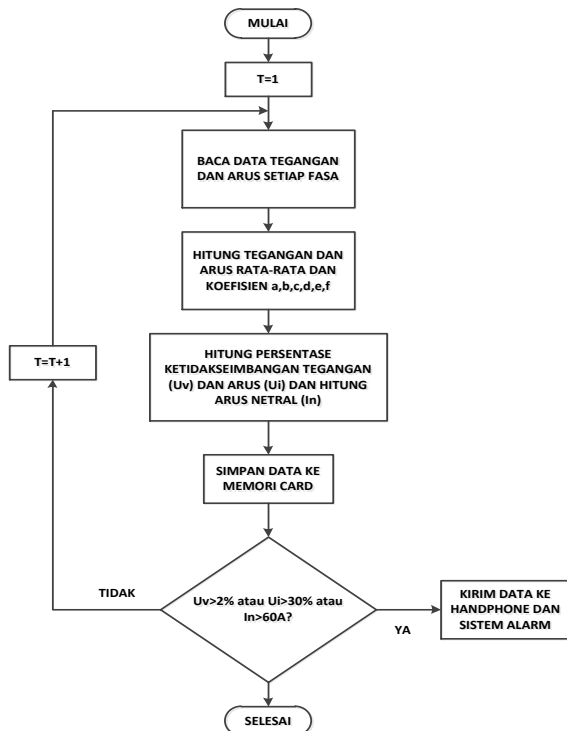 MULAI
T=1
BACA DATA TEGANGAN
DAN ARUS SETIAP FASA
HITUNG TEGANGAN DAN
ARUS RATA-RATA DAN
KOEFISIEN a,b,c,d,e,f
T=T+1
HITUNG PERSENTASE
KETIDAKSEIMBANGAN TEGANGAN
(Uv) DAN ARUS (Ui) DAN HITUNG
ARUS NETRAL (In)
SIMPAN DATA KE
MEMORI CARD
TIDAK
Uv>2% atau Ui>30% atau
In>60A?
YA
KIRIM DATA KE
HANDPHONE DAN
SISTEM ALARM
SELESAI